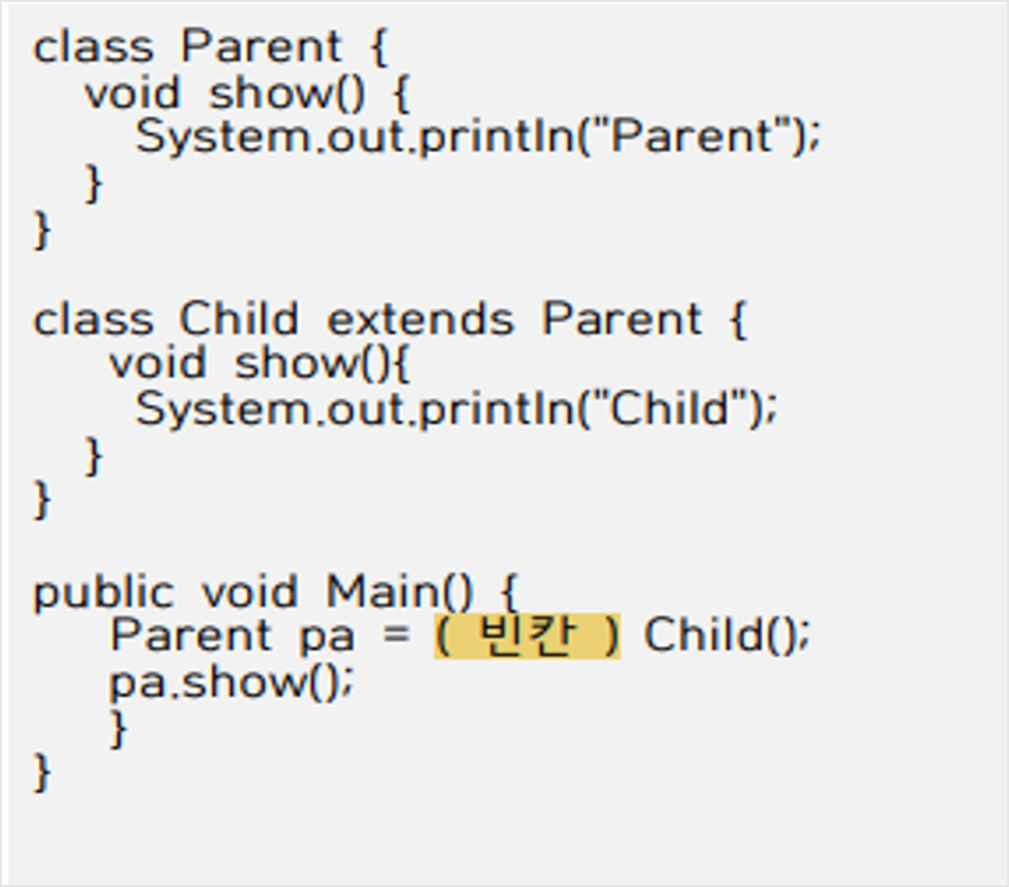 class Parent {
void show() {
System.out.println("Parent");
}
}
class Child extends Parent {
void show(){
System.out.println("Child");
}
}
public void Main() {
Parent pa = ( 빈칸 ) Child();
pa.show();
}
}